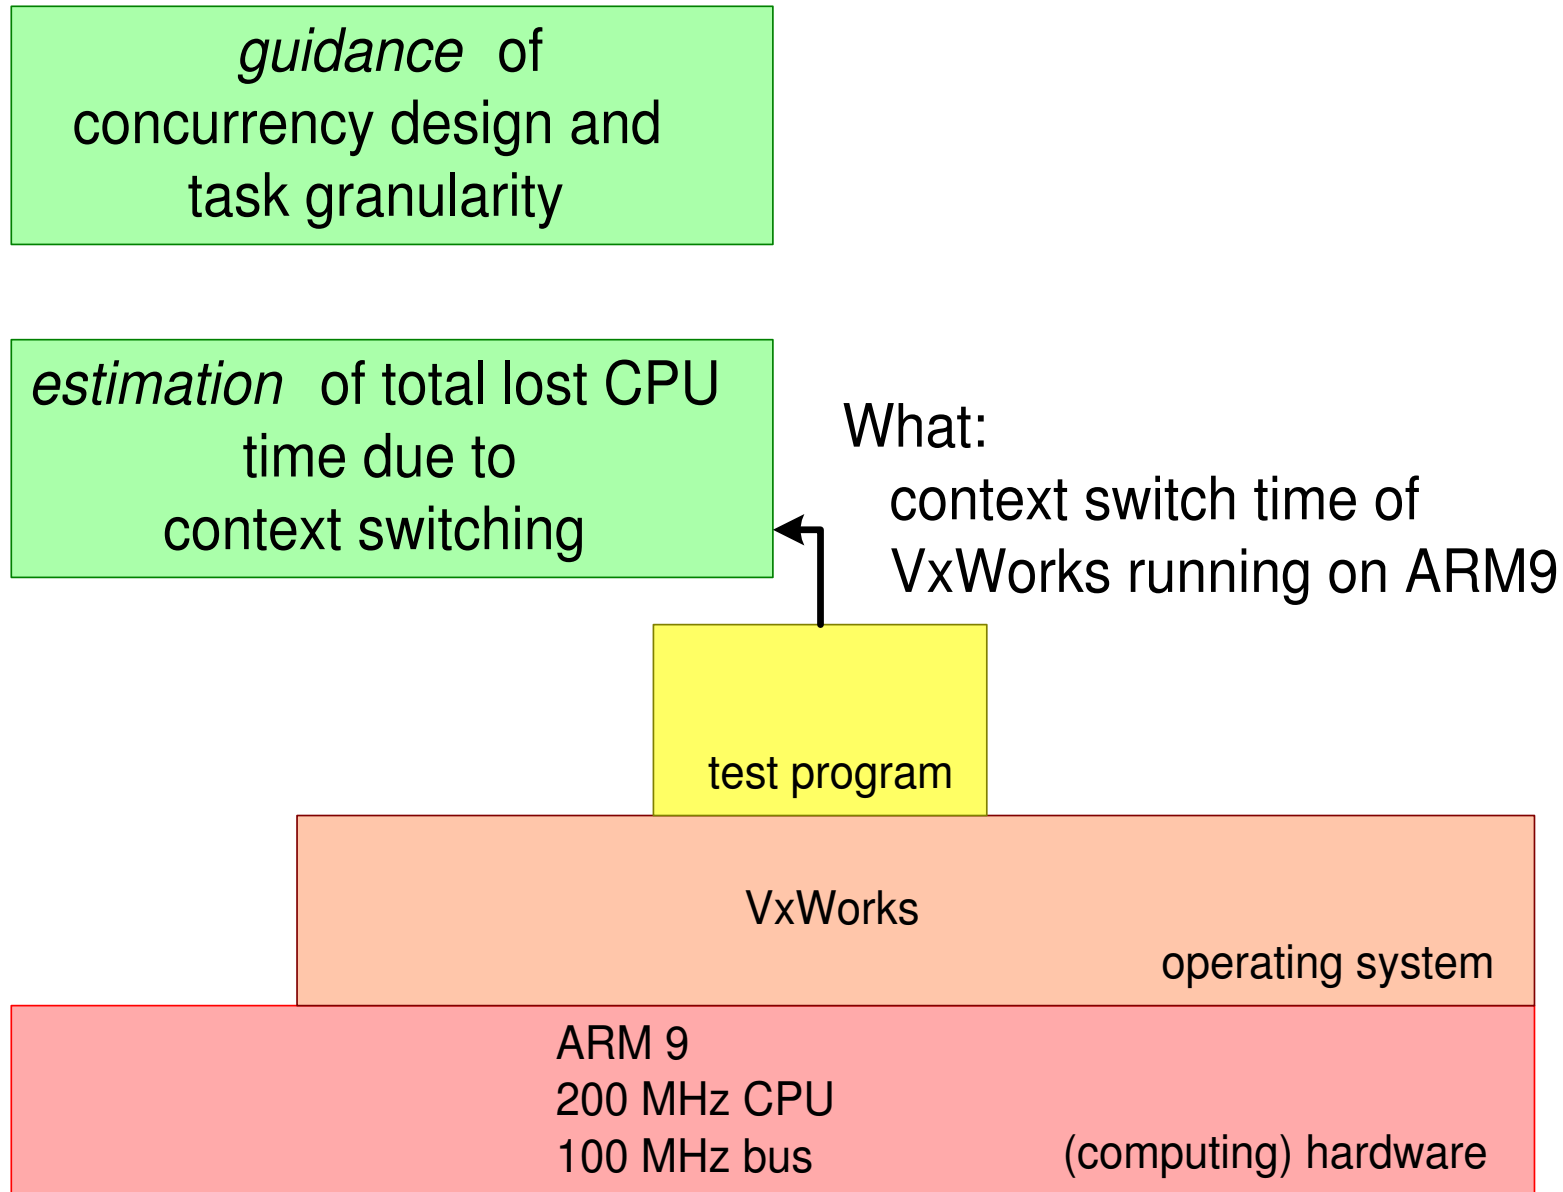 guidance of
concurrency design and
task granularity
estimation of total lost CPU
time due to
context switching
What:
context switch time of
VxWorks running on ARM9
test program
VxWorks
operating system
ARM 9
200 MHz CPU
100 MHz bus
(computing) hardware